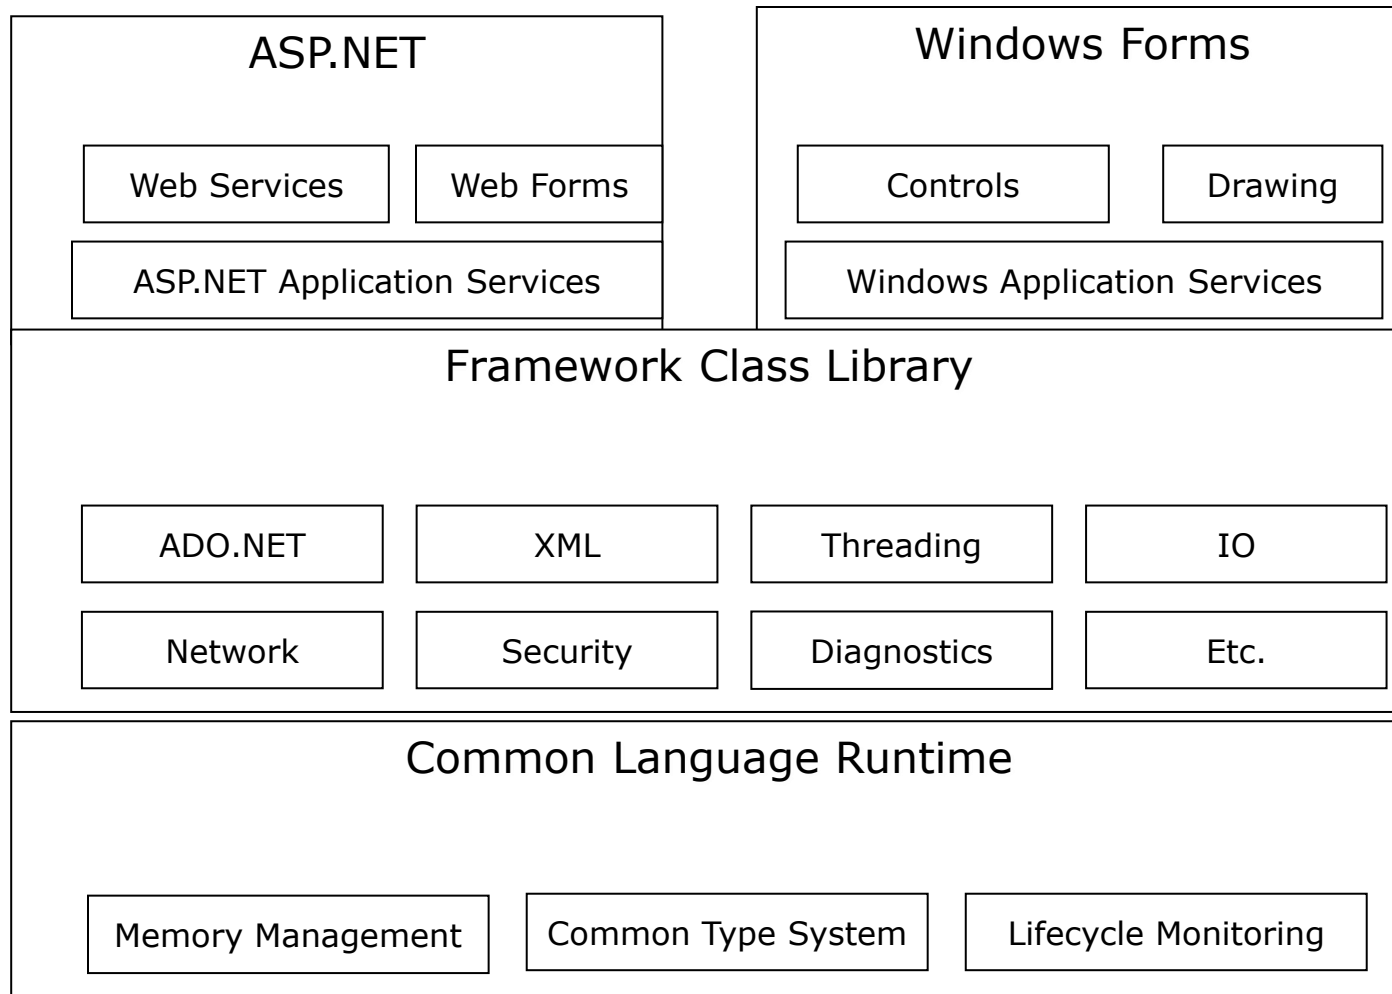 ASP.NET
Windows Forms
Web Services
Web Forms
Controls
Drawing
ASP.NET Application Services
Windows Application Services
Framework Class Library
ADO.NET
XML
Threading
IO
Network
Security
Diagnostics
Etc.
Common Language Runtime
Memory Management
Common Type System
Lifecycle Monitoring